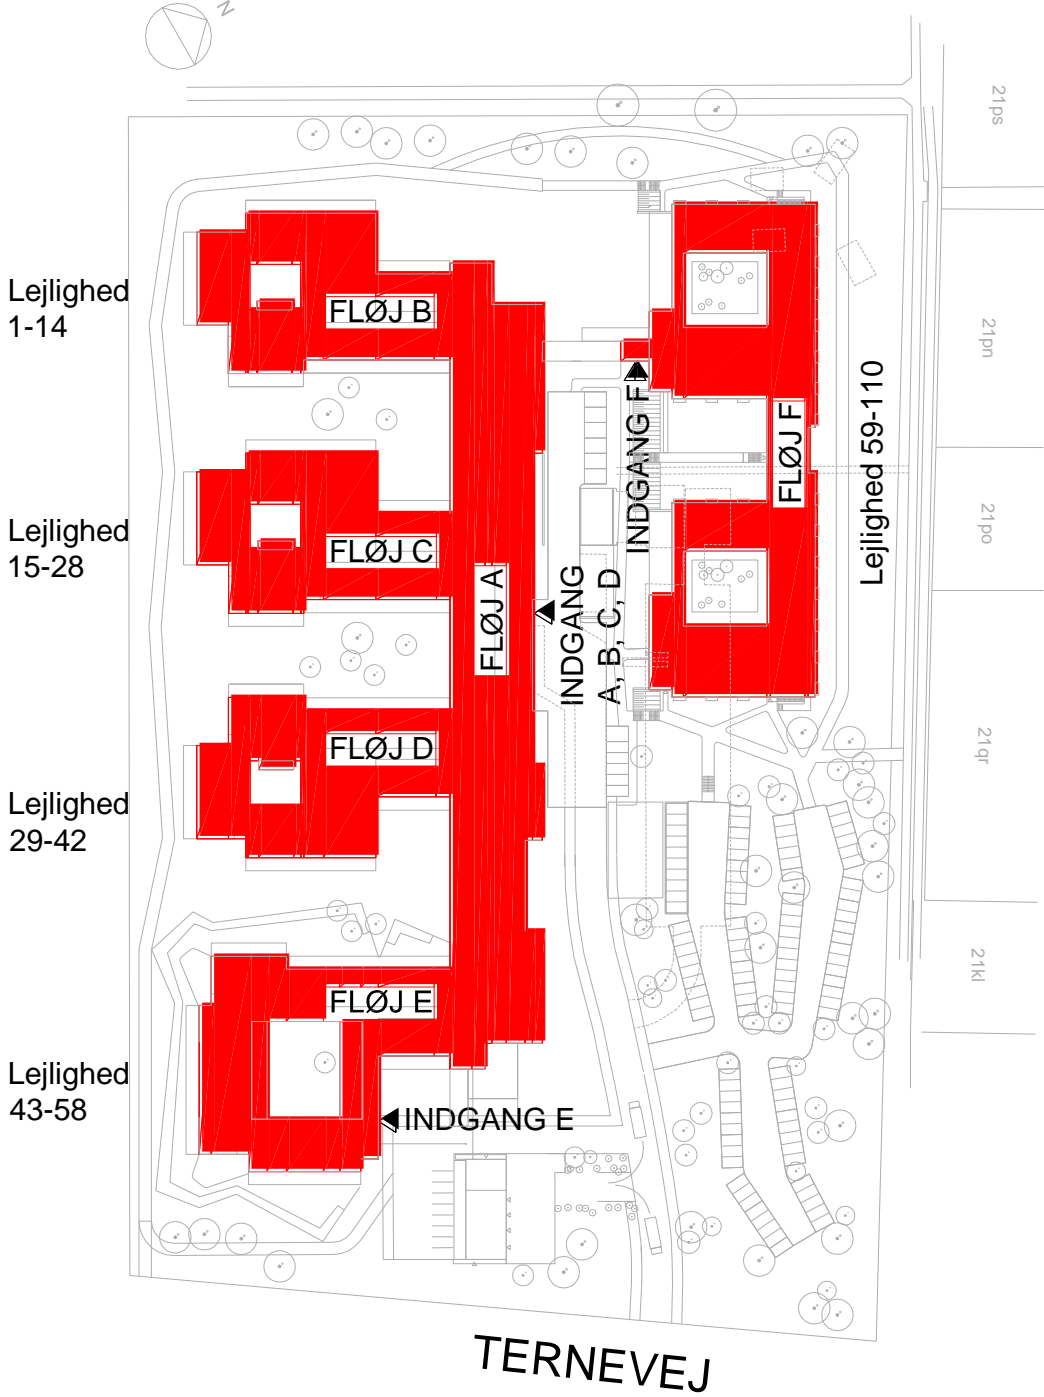 N
21ps
Lejlighed
1-14
FLØJ B
21pn
INDGANG F
FLØJ F
Lejlighed 59-110
Lejlighed
15-28
FLØJ C
21po
FLØJ A
INDGANG
A, B, C, D
FLØJ D
21qr
Lejlighed
29-42
21kl
FLØJ E
Lejlighed
43-58
INDGANG E
TERNEVEJ